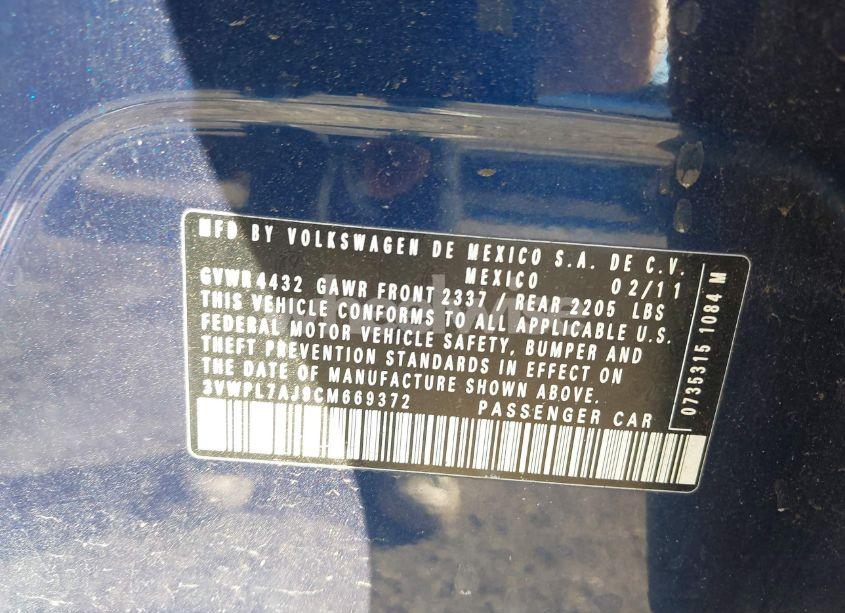 MFD BY VOLKSWAGEN DE MEXICO S.A. DE C.V.
MEXICO 02/11
GVWR 4432 GAWR FRONT 2337 / REAR 2205 LBS
THIS VEHICLE CONFORMS TO ALL APPLICABLE U.S.
FEDERAL MOTOR VEHICLE SAFETY, BUMPER AND
THEFT PREVENTION STANDARDS IN EFFECT ON
THE DATE OF MANUFACTURE SHOWN ABOVE.
3VWPL7AJ9CM669372 PASSENGER CAR
0735315 1084 M